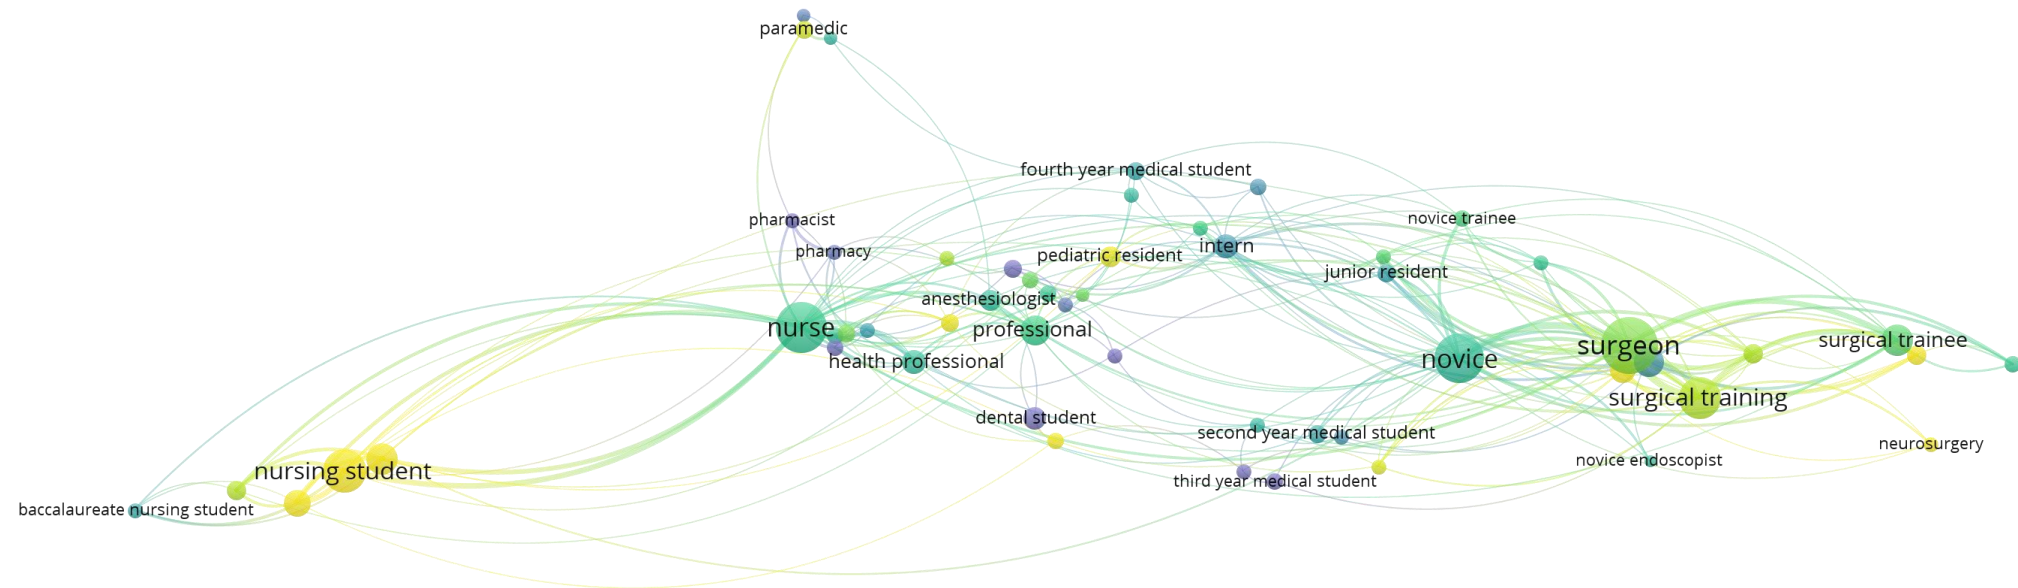 paramedic
fourth year medical student
pharmacist
novice trainee
pharmacy
intern
pediatric resident
junior resident
anesthesiologist
nurse
professional
surgeon
surgical trainee
health professional
novice
surgical training
dental student
second year medical student
neurosurgery
novice endoscopist
nursing student
third year medical student
baccalaureate nursing student